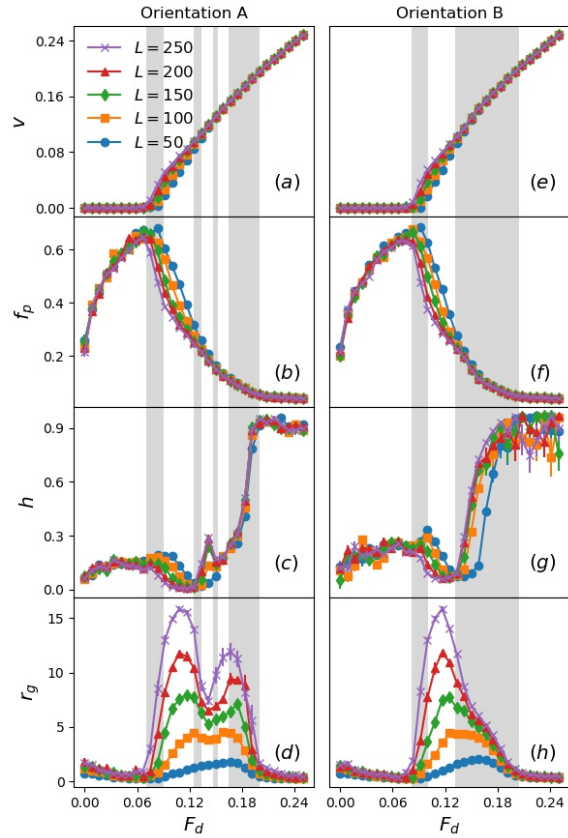 Orientation A
Orientation B
0.24
0.16
0.08
0.00
v
L = 250
L = 200
L = 150
L = 100
L = 50
(a)
(e)
0.6
0.4
0.2
f_p
(b)
(f)
0.9
0.6
0.3
0.0
h
(c)
(g)
15
10
5
0
r_g
(d)
(h)
0.00 0.06 0.12 0.18 0.24
0.00 0.06 0.12 0.18 0.24
F_d
F_d